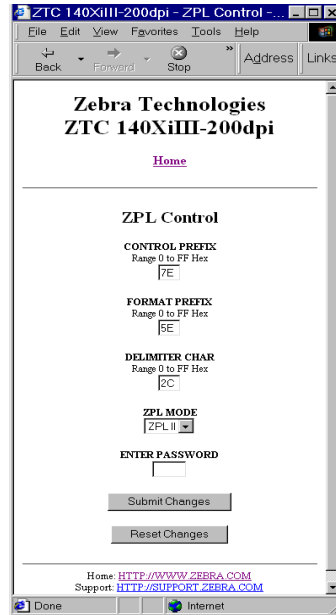 ZTC 140XiIII-200dpi - ZPL Control -...
File Edit View Favorites Tools Help
Back Forward Stop » Address Links
Zebra Technologies
ZTC 140XiIII-200dpi
Home
ZPL Control
CONTROL PREFIX
Range 0 to FF Hex
7E
FORMAT PREFIX
Range 0 to FF Hex
5E
DELIMITER CHAR
Range 0 to FF Hex
2C
ZPL MODE
ZPL II
ENTER PASSWORD
Submit Changes
Reset Changes
Home: HTTP://WWW.ZEBRA.COM
Support: HTTP://SUPPORT.ZEBRA.COM
Done Internet